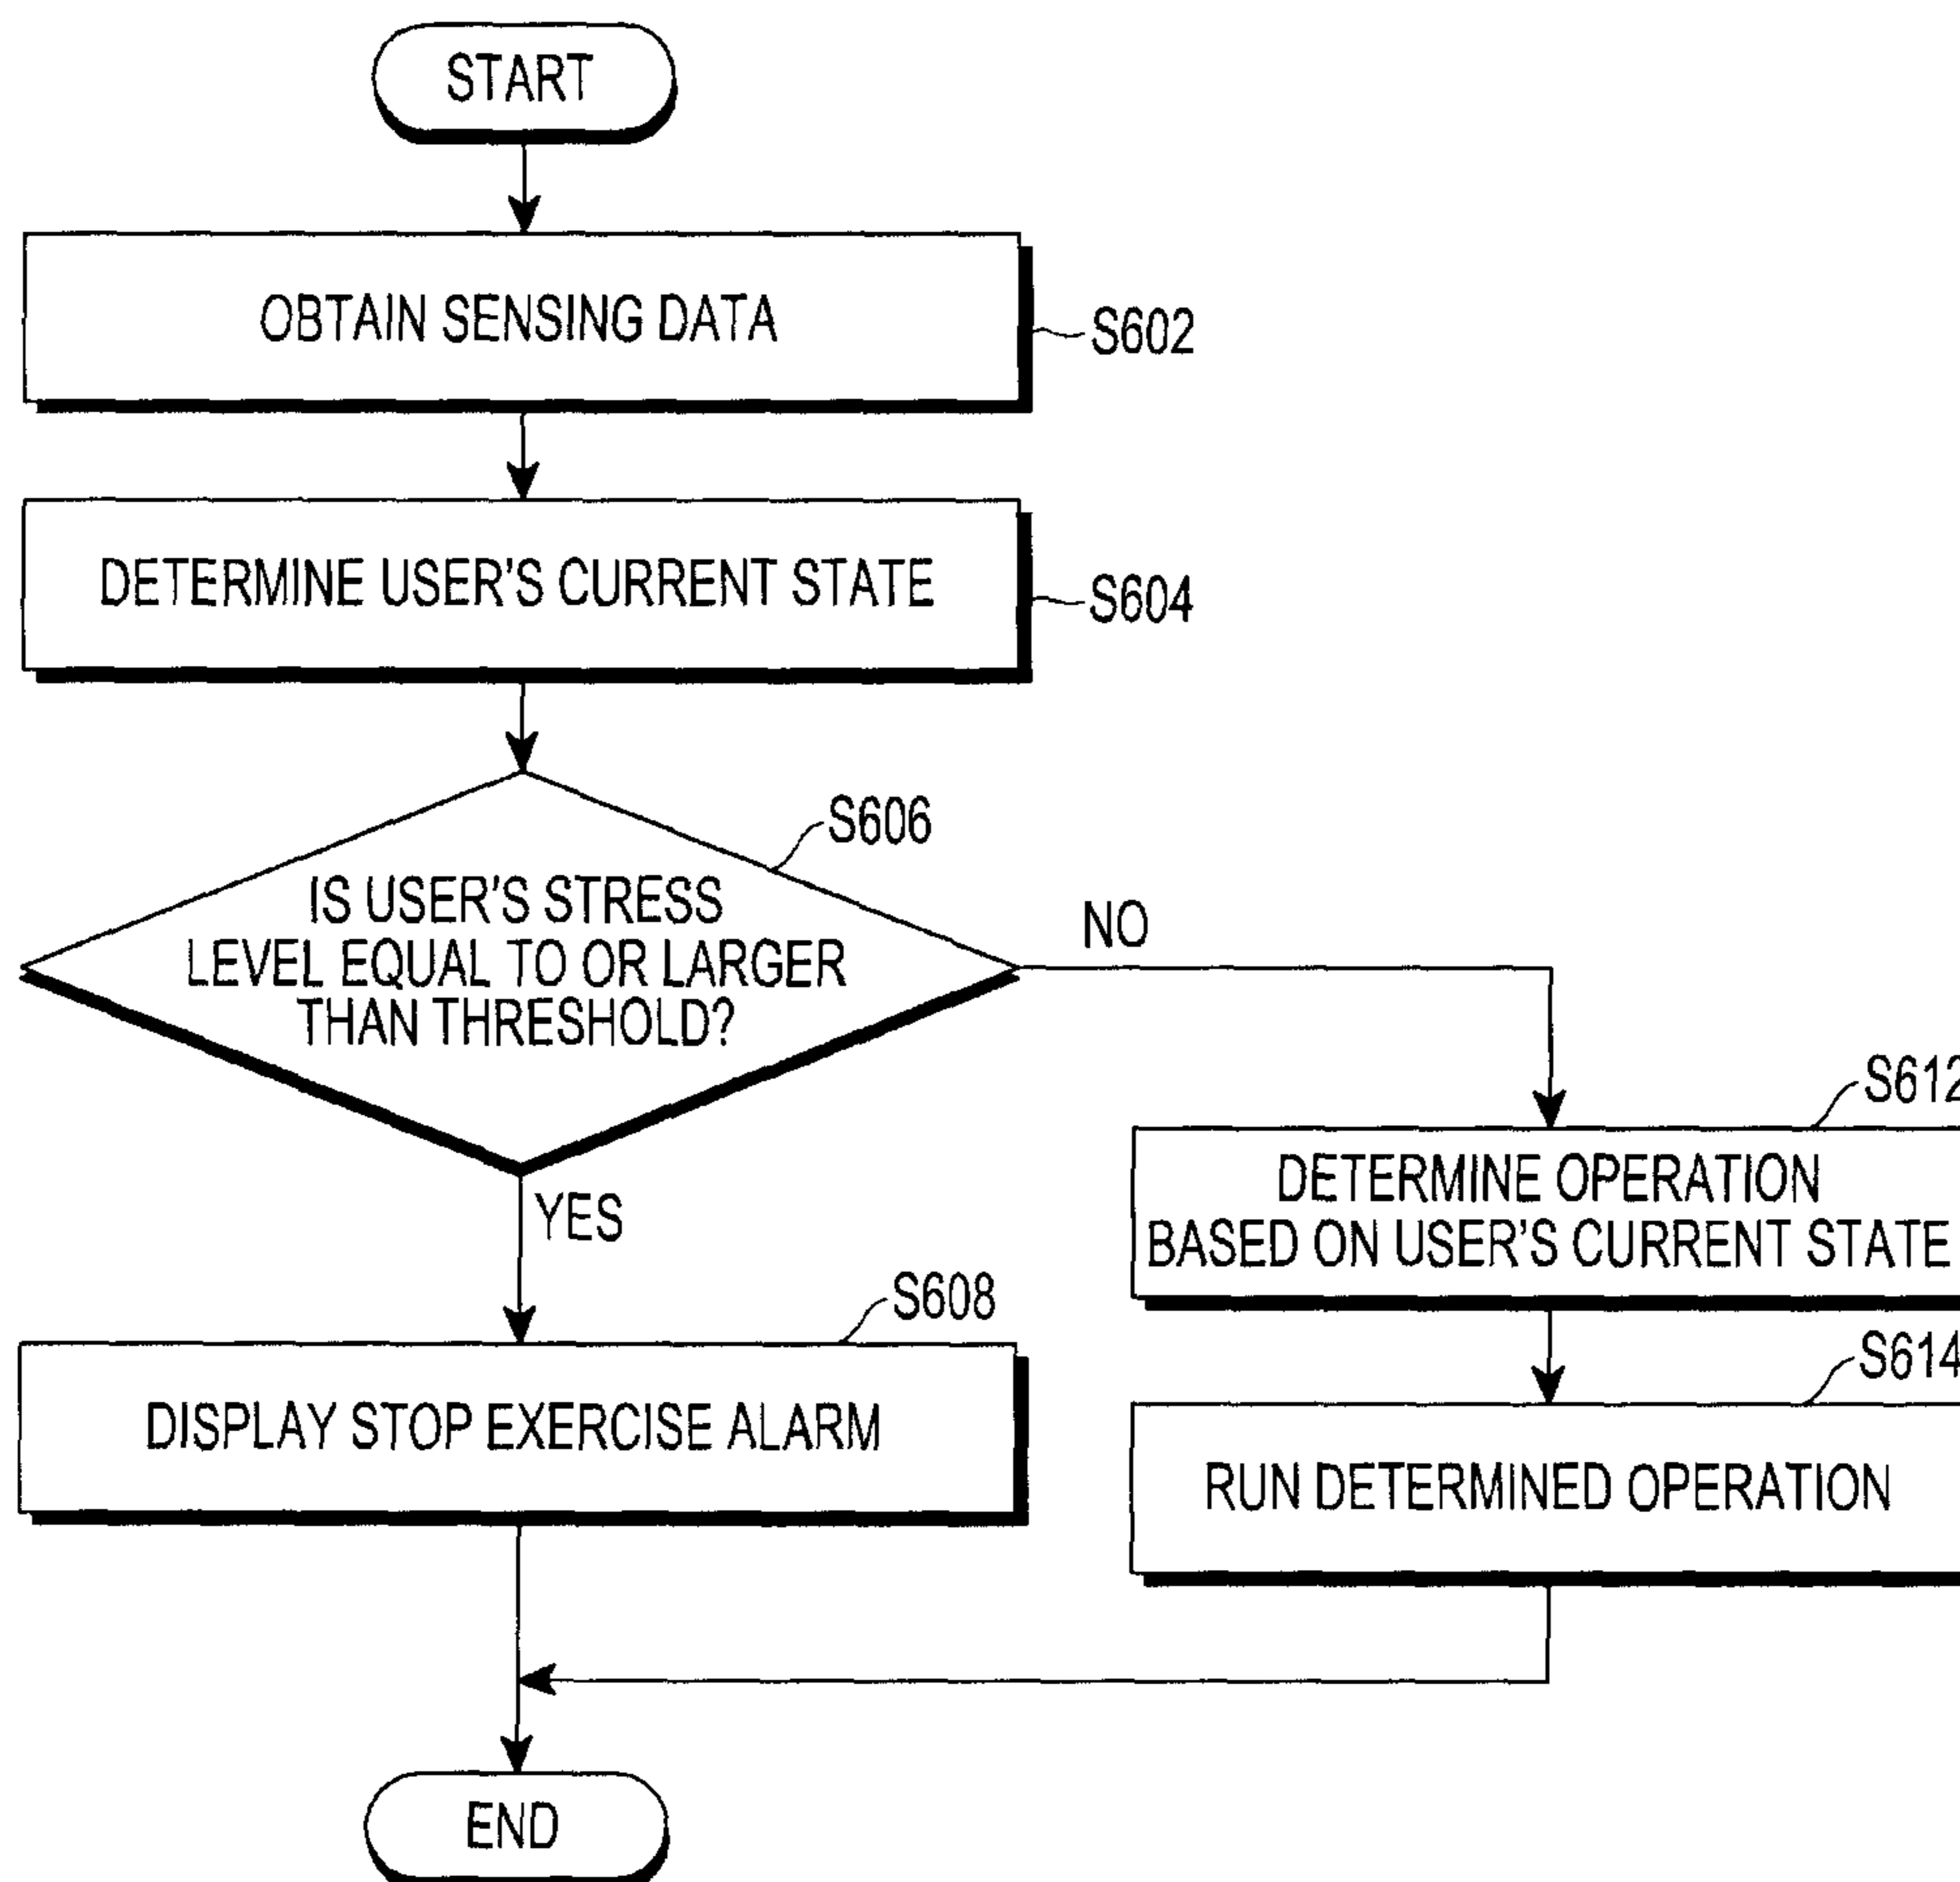 START
OBTAIN SENSING DATA
S602
DETERMINE USER'S CURRENT STATE
S604
S606
IS USER'S STRESS
LEVEL EQUAL TO OR LARGER
THAN THRESHOLD?
NO
YES
S612
DETERMINE OPERATION
BASED ON USER'S CURRENT STATE
S608
DISPLAY STOP EXERCISE ALARM
S614
RUN DETERMINED OPERATION
END